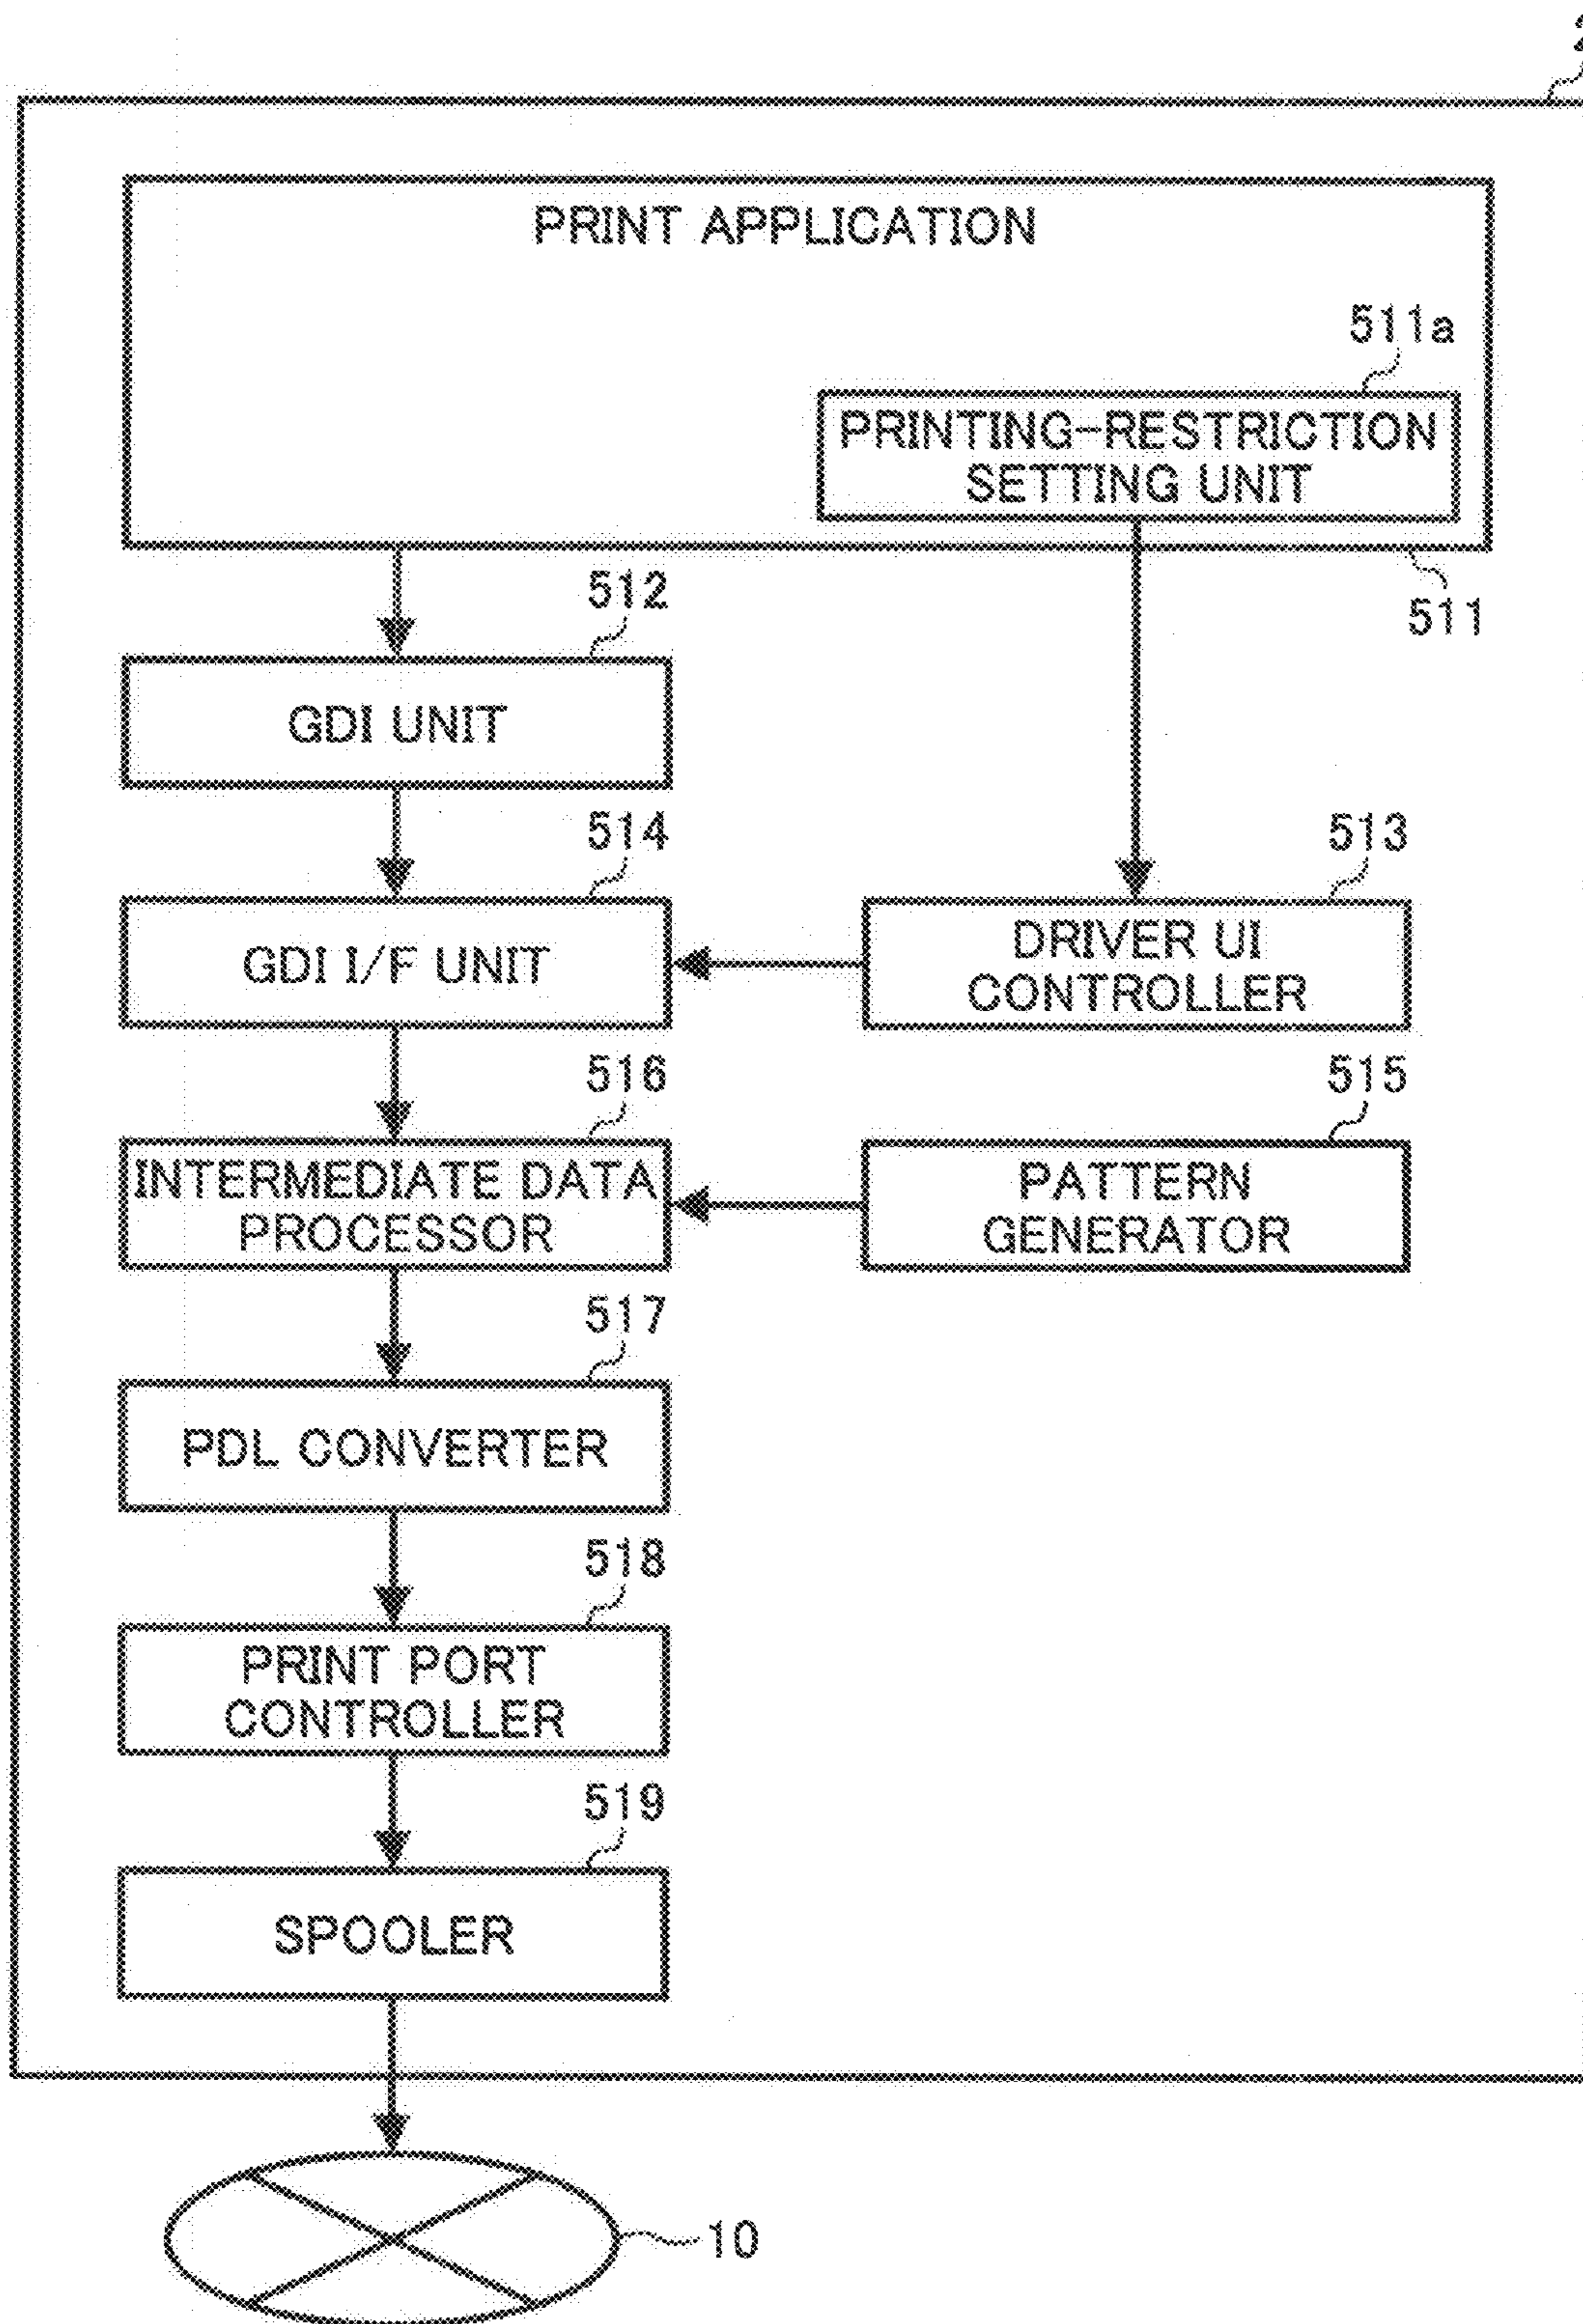 PRINT APPLICATION
511a
PRINTING-RESTRICTION
SETTING UNIT
511
512
GDI UNIT
514
GDI I/F UNIT
513
DRIVER UI
CONTROLLER
516
INTERMEDIATE DATA
PROCESSOR
515
PATTERN
GENERATOR
517
PDL CONVERTER
518
PRINT PORT
CONTROLLER
519
SPOOLER
10